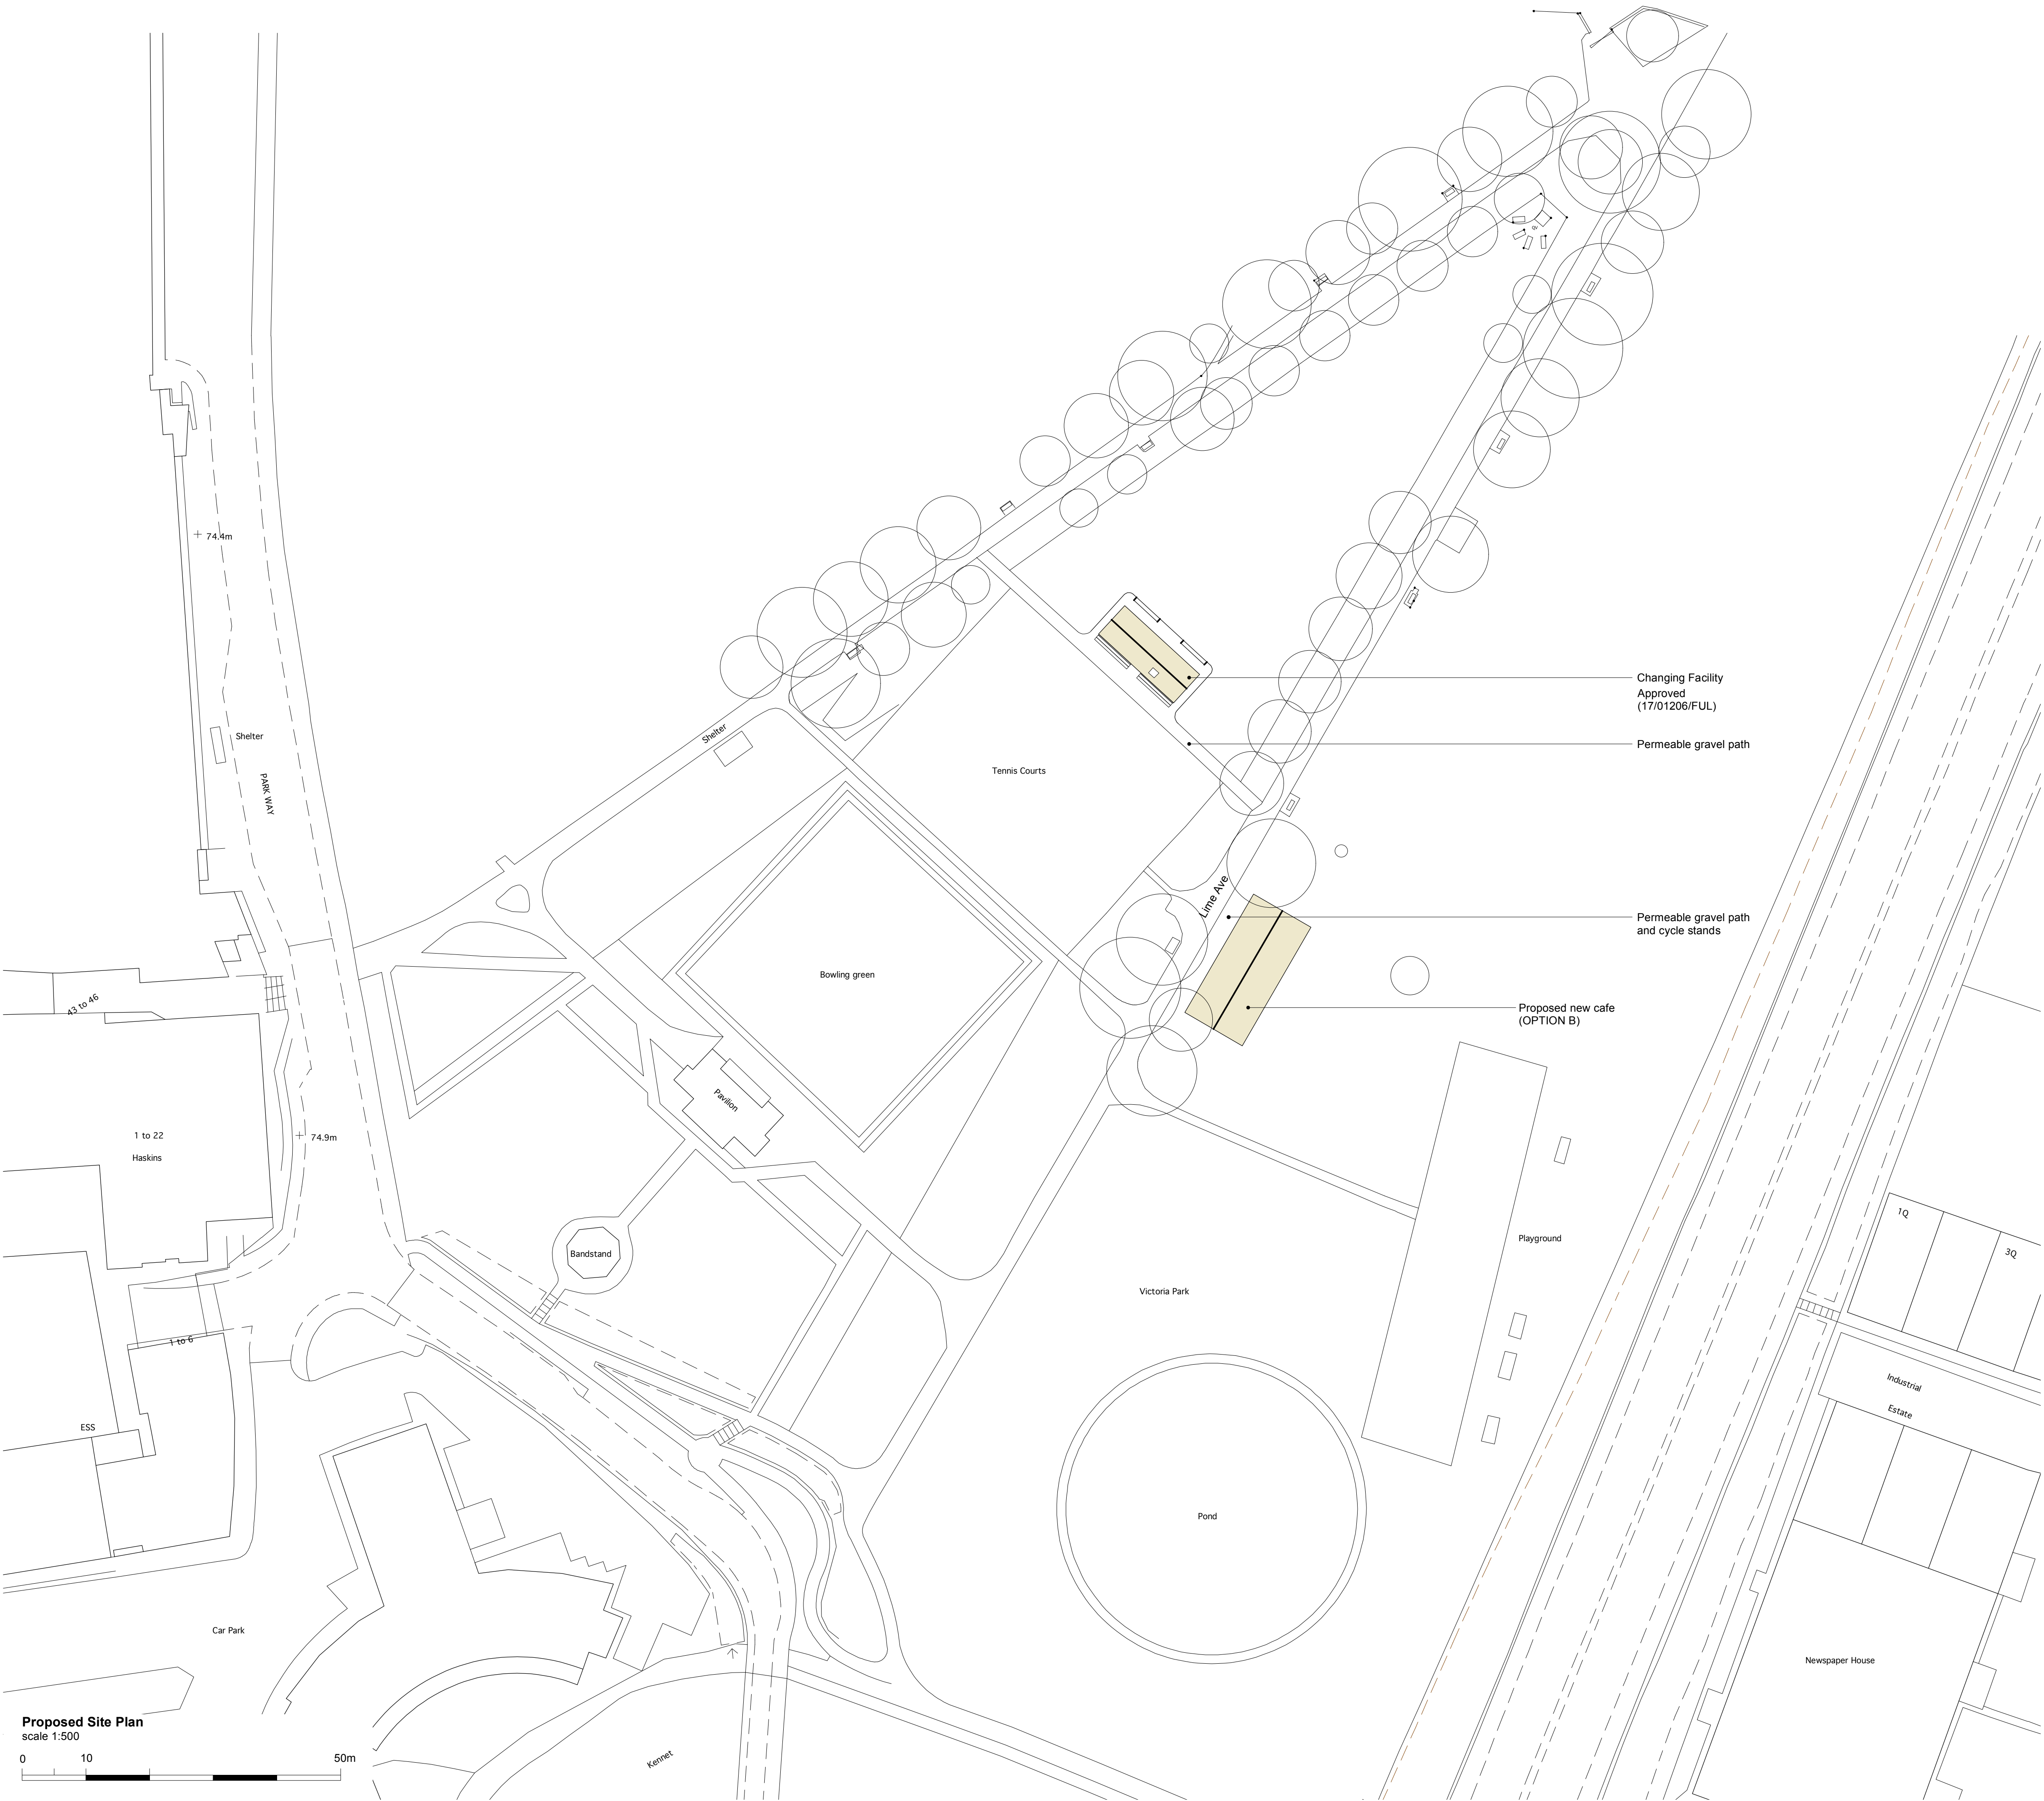 QV
74.4m
Shelter
PARK WAY
Shelter
Changing Facility
Approved
(17/01206/FUL)
Permeable gravel path
Tennis Courts
Lime Ave
Permeable gravel path
and cycle stands
Bowling green
43 to 46
Proposed new cafe
(OPTION B)
Pavilion
1 to 22
Haskins
74.9m
1Q
3Q
Playground
Bandstand
Victoria Park
1 to 6
Industrial
Estate
ESS
Pond
Car Park
Newspaper House
Kennet
Proposed Site Plan
scale 1:500
0 10 50m